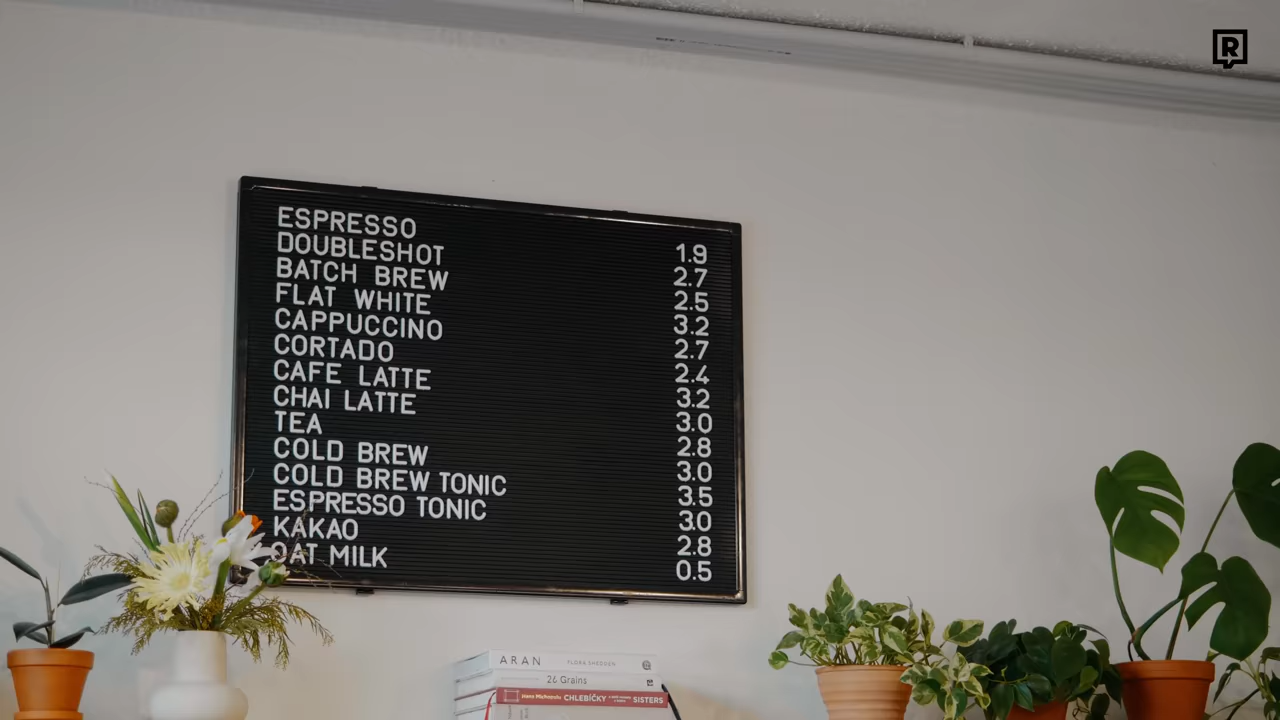 R
ESPRESSO 1.9
DOUBLESHOT 2.7
BATCH BREW 2.5
FLAT WHITE 3.2
CAPPUCCINO 2.7
CORTADO 2.4
CAFE LATTE 3.2
CHAI LATTE 3.0
TEA 2.8
COLD BREW 3.0
COLD BREW TONIC 3.5
ESPRESSO TONIC 3.0
KAKAO 2.8
OAT MILK 0.5
ARAN FLORA SHEDDEN
26 Grains
CHLEBÍČKY SISTERS